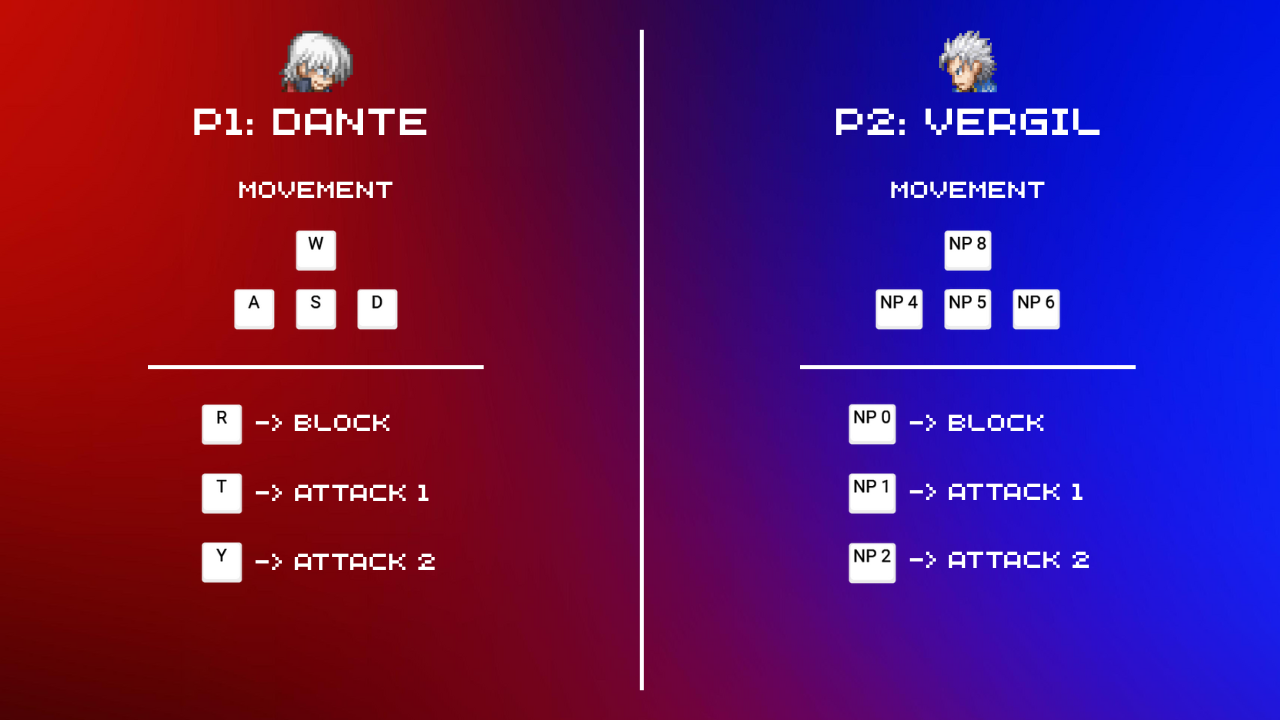 P1: DANTE
MOVEMENT
W
A S D
R -> BLOCK
T -> ATTACK 1
Y -> ATTACK 2
P2: VERGIL
MOVEMENT
NP 8
NP 4 NP 5 NP 6
NP 0 -> BLOCK
NP 1 -> ATTACK 1
NP 2 -> ATTACK 2